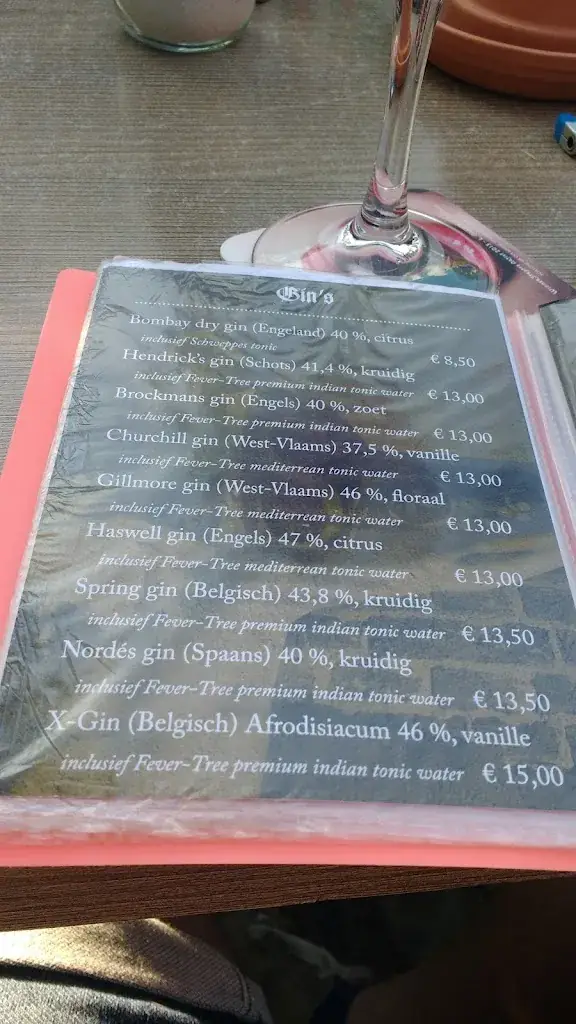 Gin's
Bombay dry gin (Engeland) 40 %, citrus
inclusief Schweppes tonic € 8,50
Hendrick's gin (Schots) 41,4 %, kruidig
inclusief Fever-Tree premium indian tonic water € 13,00
Brockmans gin (Engels) 40 %, zoet
inclusief Fever-Tree premium indian tonic water € 13,00
Churchill gin (West-Vlaams) 37,5 %, vanille
inclusief Fever-Tree mediterrean tonic water € 13,00
Gillmore gin (West-Vlaams) 46 %, floraal
inclusief Fever-Tree mediterrean tonic water € 13,00
Haswell gin (Engels) 47 %, citrus
inclusief Fever-Tree mediterrean tonic water € 13,00
Spring gin (Belgisch) 43,8 %, kruidig
inclusief Fever-Tree premium indian tonic water € 13,50
Nordés gin (Spaans) 40 %, kruidig
inclusief Fever-Tree premium indian tonic water € 13,50
X-Gin (Belgisch) Afrodisiacum 46 %, vanille
inclusief Fever-Tree premium indian tonic water € 15,00